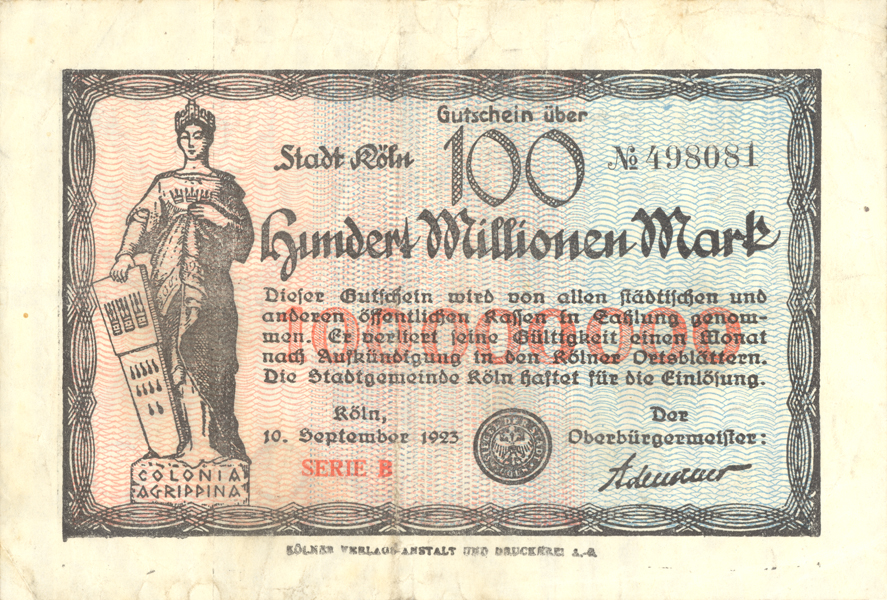 Gutschein über
Stadt Köln 100 № 498081
Hundert Millionen Mark
Dieser Gutschein wird von allen städtischen und
anderen öffentlichen Kassen in Zahlung genom-
men. Er verliert seine Gültigkeit einen Monat
nach Aufkündigung in den Kölner Ortsblättern.
Die Stadtgemeinde Köln haftet für die Einlösung.
100000000
Köln,
10. September 1923
Der
Oberbürgermeister:
SERIE B
Adenauer
COLONIA
AGRIPPINA
KÖLNER VERLAGS-ANSTALT UND DRUCKEREI A.-G.